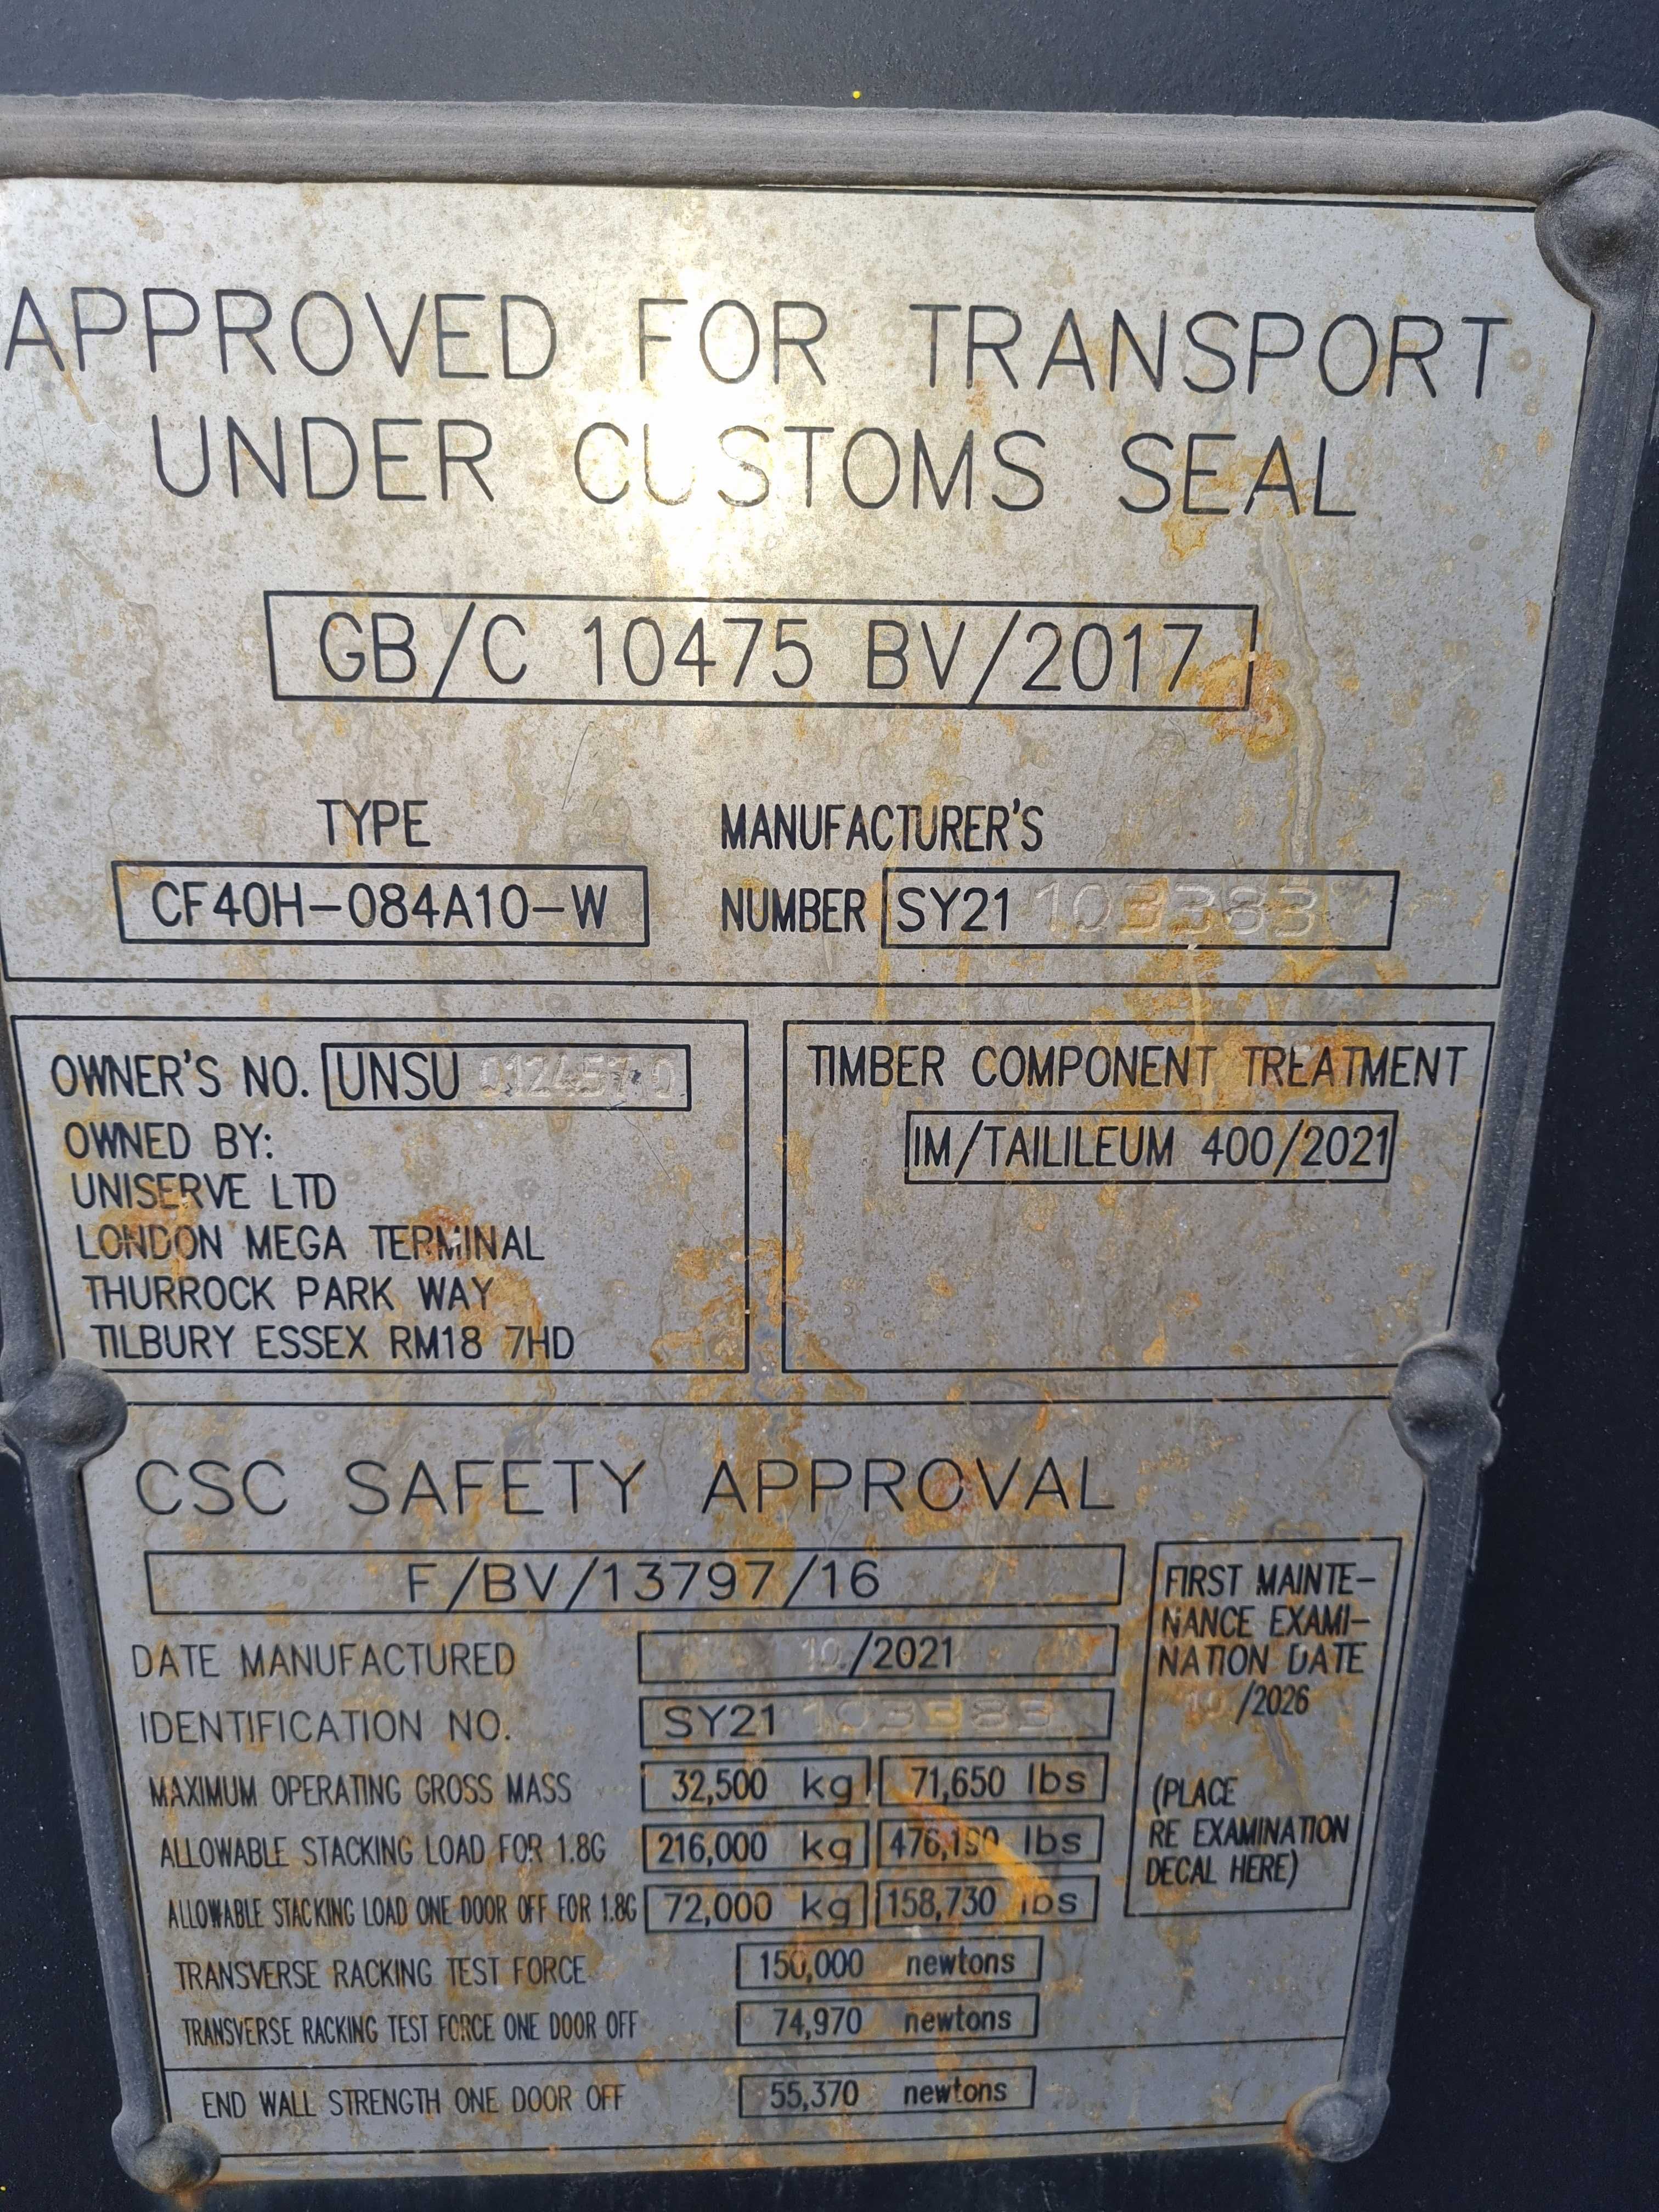 APPROVED FOR TRANSPORT
UNDER CUSTOMS SEAL
GB/C 10475 BV/2017
TYPE
CF40H-084A10-W
MANUFACTURER'S
NUMBER SY21 103383
OWNER'S NO. UNSU
OWNED BY:
UNISERVE LTD
LONDON MEGA TERMINAL
THURROCK PARK WAY
TILBURY ESSEX RM18 7HD
TIMBER COMPONENT TREATMENT
IM/TAILILEUM 400/2021
CSC SAFETY APPROVAL
F/BV/13797/16
DATE MANUFACTURED 10/2021
IDENTIFICATION NO. SY21 103383
MAXIMUM OPERATING GROSS MASS 32,500 kg 71,650 lbs
ALLOWABLE STACKING LOAD FOR 1.8G 216,000 kg 476,190 lbs
ALLOWABLE STACKING LOAD ONE DOOR OFF FOR 1.8G 72,000 kg 158,730 lbs
TRANSVERSE RACKING TEST FORCE 150,000 newtons
TRANSVERSE RACKING TEST FORCE ONE DOOR OFF 74,970 newtons
END WALL STRENGTH ONE DOOR OFF 55,370 newtons
FIRST MAINTE-
NANCE EXAMI-
NATION DATE
10/2026
(PLACE
RE EXAMINATION
DECAL HERE)